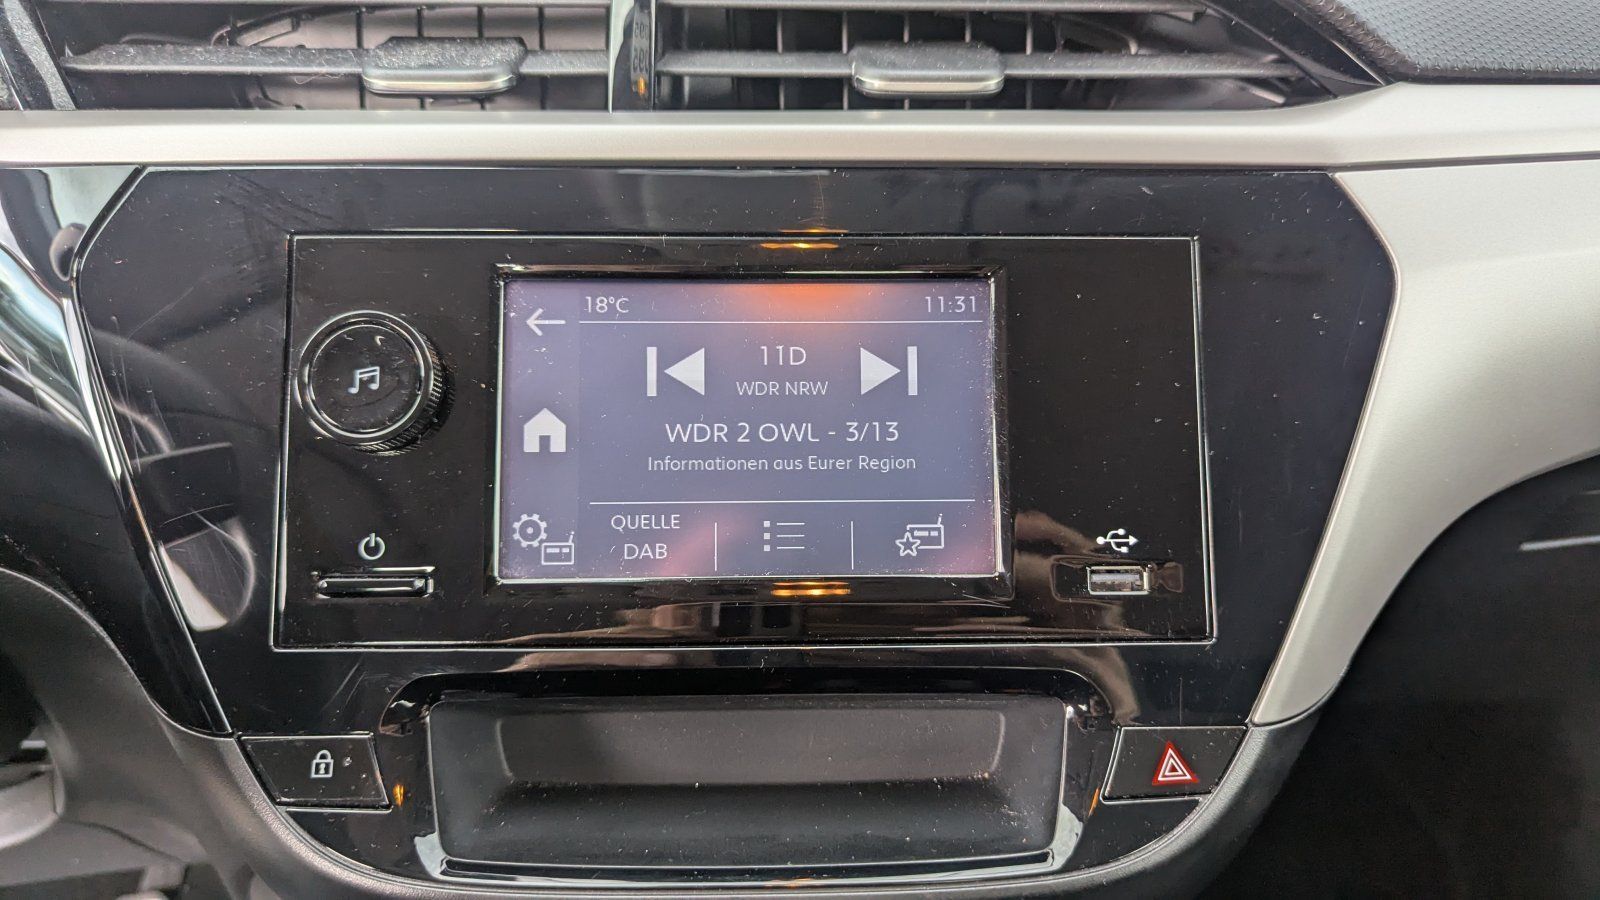 18°C 11:31
11D
WDR NRW
WDR 2 OWL - 3/13
Informationen aus Eurer Region
QUELLE
DAB